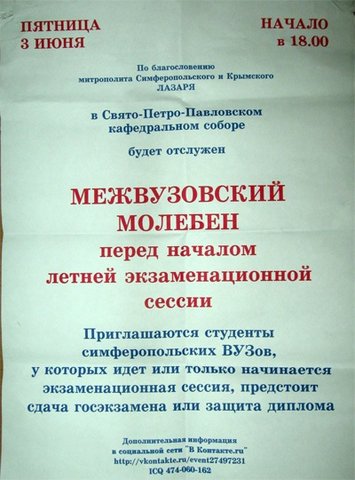 ПЯТНИЦА
3 ИЮНЯ
НАЧАЛО
в 18.00
По благословению
митрополита Симферопольского и Крымского
ЛАЗАРЯ
в Свято-Петро-Павловском
кафедральном соборе
будет отслужен
МЕЖВУЗОВСКИЙ
МОЛЕБЕН
перед началом
летней экзаменационной
сессии
Приглашаются студенты
симферопольских ВУЗов,
у которых идет или только начинается
экзаменационная сессия, предстоит
сдача госэкзамена или защита диплома
Дополнительная информация
в социальной сети "В Контакте.ru"
http://vkontakte.ru/event27497231
ICQ 474-060-162